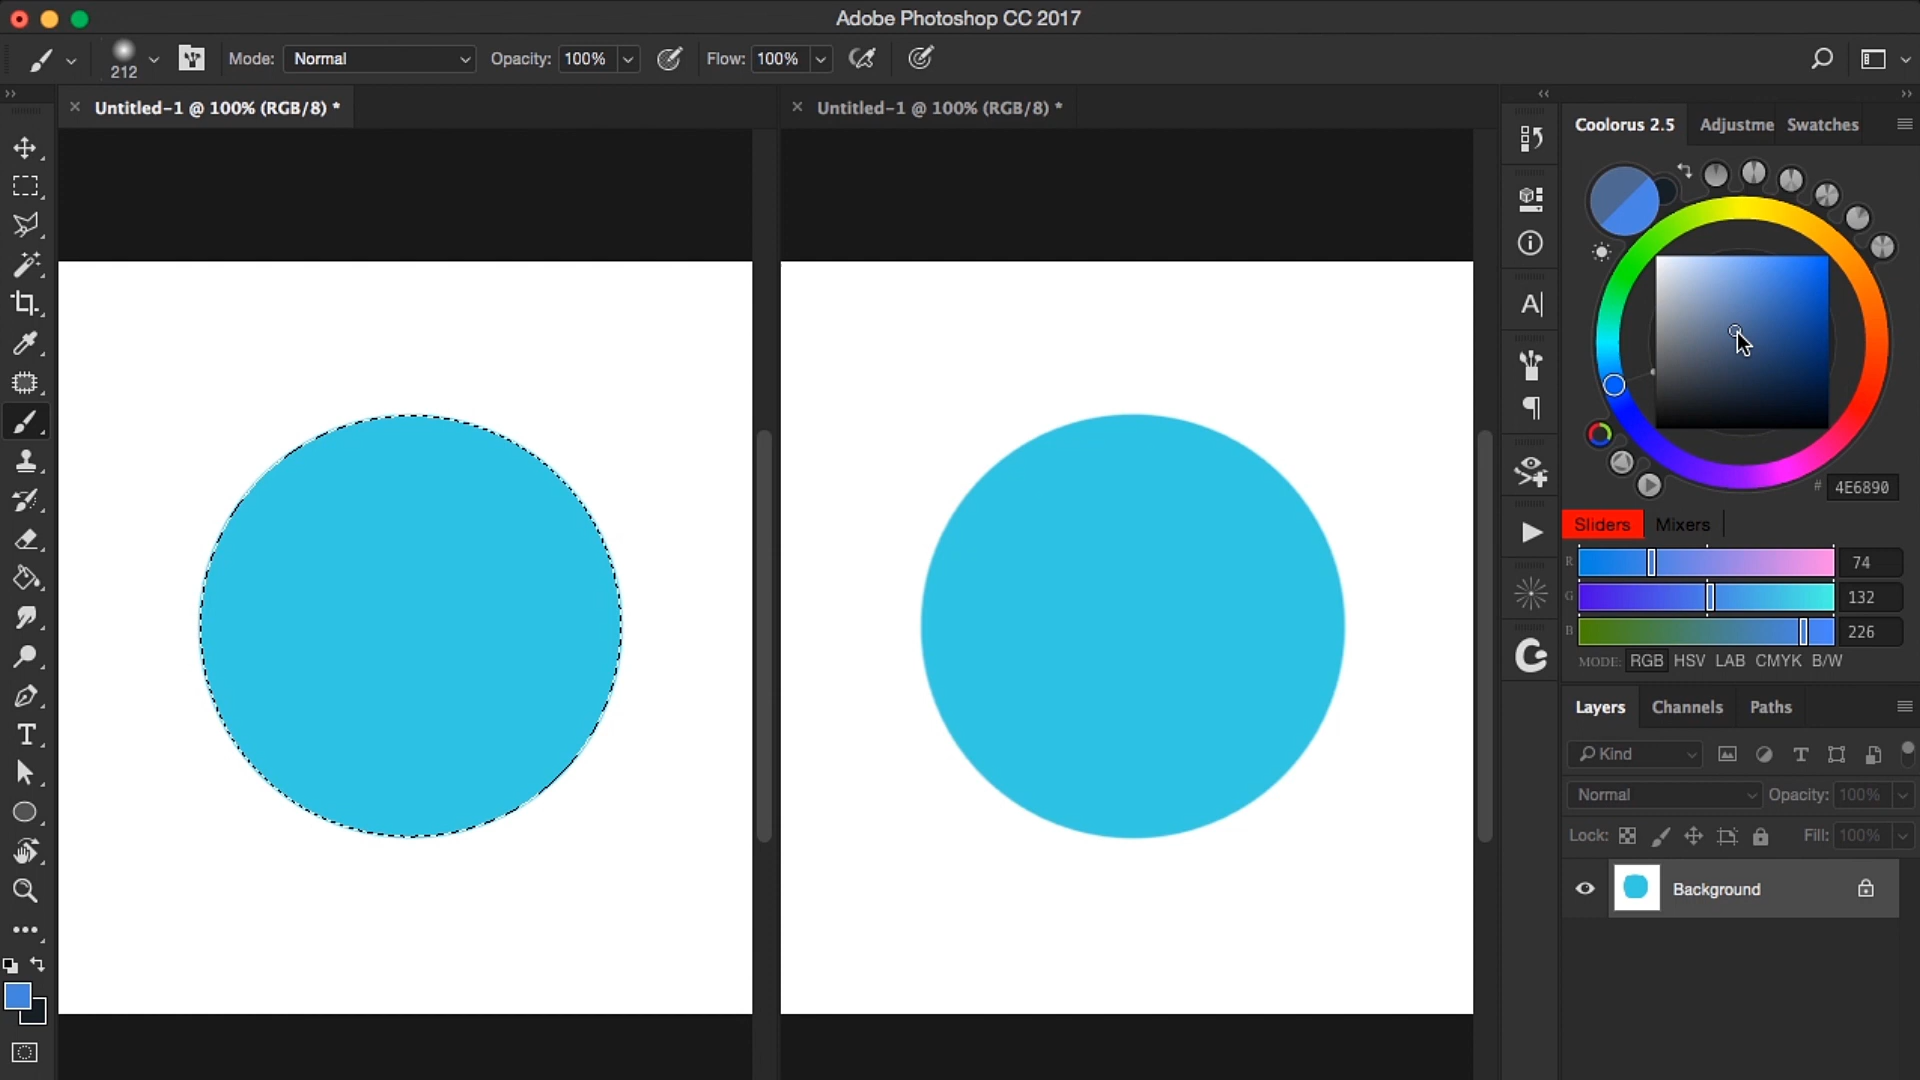 Adobe Photoshop CC 2017
212 Mode: Normal Opacity: 100% Flow: 100%
Untitled-1 @ 100% (RGB/8) *
Untitled-1 @ 100% (RGB/8) *
Coolorus 2.5 Adjustme Swatches
# 4E6890
Sliders Mixers
R 74
G 132
B 226
MODE: RGB HSV LAB CMYK B/W
Layers Channels Paths
Kind
Normal Opacity: 100%
Lock: Fill: 100%
Background